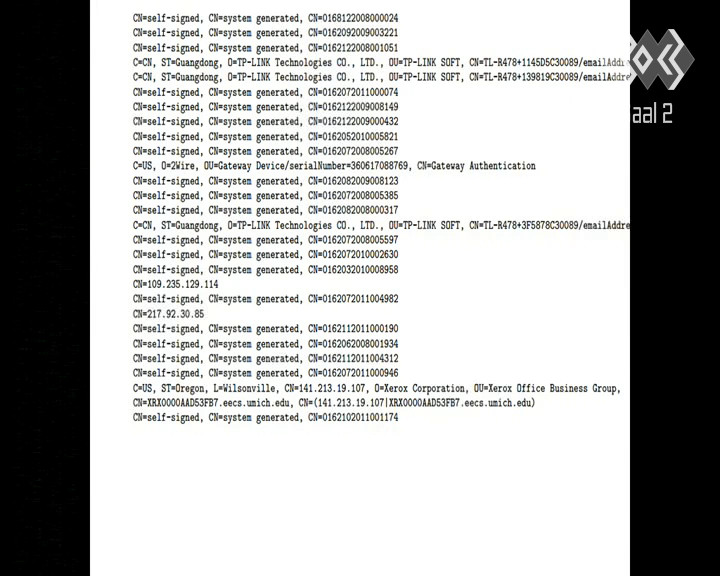 CN=self-signed, CN=system generated, CN=0168122008000024
CN=self-signed, CN=system generated, CN=0162092009003221
CN=self-signed, CN=system generated, CN=0162122008001051
C=CN, ST=Guangdong, O=TP-LINK Technologies CO., LTD., OU=TP-LINK SOFT, CN=TL-R478+1145D5C30089/emailAddre
C=CN, ST=Guangdong, O=TP-LINK Technologies CO., LTD., OU=TP-LINK SOFT, CN=TL-R478+139819C30089/emailAddre
CN=self-signed, CN=system generated, CN=0162072011000074
CN=self-signed, CN=system generated, CN=0162122009008149
CN=self-signed, CN=system generated, CN=0162122009000432
aal 2
CN=self-signed, CN=system generated, CN=0162052010005821
CN=self-signed, CN=system generated, CN=0162072008005267
C=US, O=2Wire, OU=Gateway Device/serialNumber=360617088769, CN=Gateway Authentication
CN=self-signed, CN=system generated, CN=0162082009008123
CN=self-signed, CN=system generated, CN=0162072008005385
CN=self-signed, CN=system generated, CN=0162082008000317
C=CN, ST=Guangdong, O=TP-LINK Technologies CO., LTD., OU=TP-LINK SOFT, CN=TL-R478+3F5878C30089/emailAddre
CN=self-signed, CN=system generated, CN=0162072008005597
CN=self-signed, CN=system generated, CN=0162072010002630
CN=self-signed, CN=system generated, CN=0162032010008958
CN=109.235.129.114
CN=self-signed, CN=system generated, CN=0162072011004982
CN=217.92.30.85
CN=self-signed, CN=system generated, CN=0162112011000190
CN=self-signed, CN=system generated, CN=0162062008001934
CN=self-signed, CN=system generated, CN=0162112011004312
CN=self-signed, CN=system generated, CN=0162072011000946
C=US, ST=Oregon, L=Wilsonville, CN=141.213.19.107, O=Xerox Corporation, OU=Xerox Office Business Group,
CN=XRX0000AAD53FB7.eecs.umich.edu, CN=(141.213.19.107|XRX0000AAD53FB7.eecs.umich.edu)
CN=self-signed, CN=system generated, CN=0162102011001174